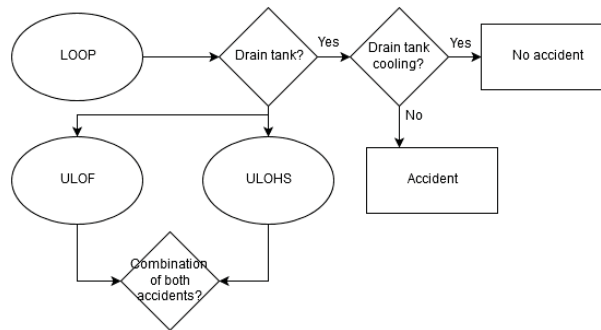 LOOP
Drain tank?
Yes
Drain tank
cooling?
Yes
No accident
No
ULOF
ULOHS
Accident
Combination
of both
accidents?